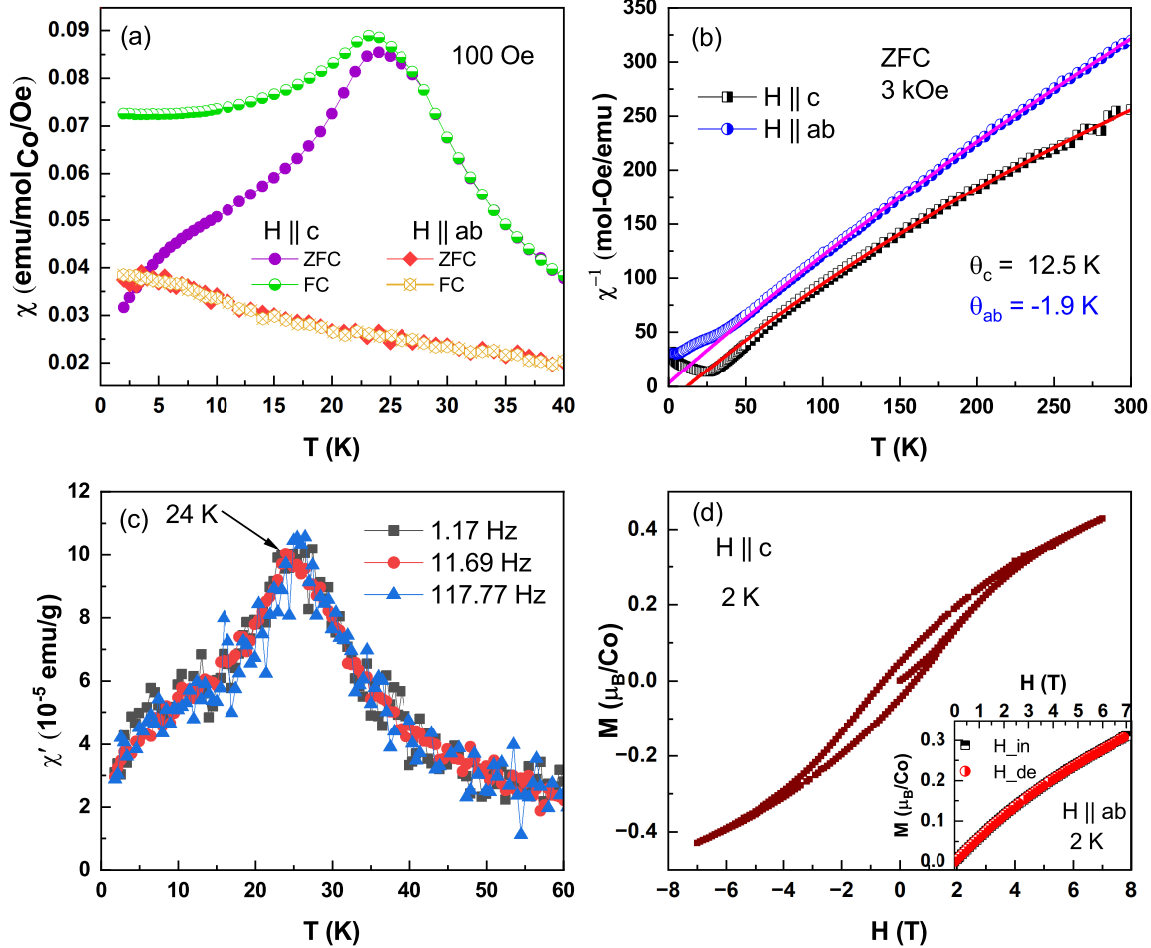 (a)
100 Oe
H || c
H || ab
ZFC
ZFC
FC
FC
χ (emu/molCo/Oe)
0.09
0.08
0.07
0.06
0.05
0.04
0.03
0.02
0 5 10 15 20 25 30 35 40
T (K)
(b)
ZFC
3 kOe
H || c
H || ab
θc = 12.5 K
θab = -1.9 K
χ⁻¹ (mol-Oe/emu)
350
300
250
200
150
100
50
0
0 50 100 150 200 250 300
T (K)
(c)
24 K
1.17 Hz
11.69 Hz
117.77 Hz
χ′ (10⁻⁵ emu/g)
12
10
8
6
4
2
0
0 10 20 30 40 50 60
T (K)
(d)
H || c
2 K
M (μB/Co)
0.4
0.2
0.0
−0.2
−0.4
−8 −6 −4 −2 0 2 4 6 8
H (T)
H (T)
0 1 2 3 4 5 6 7
H_in
H_de
H || ab
2 K
M (μB/Co)
0.3
0.2
0.1
0.0